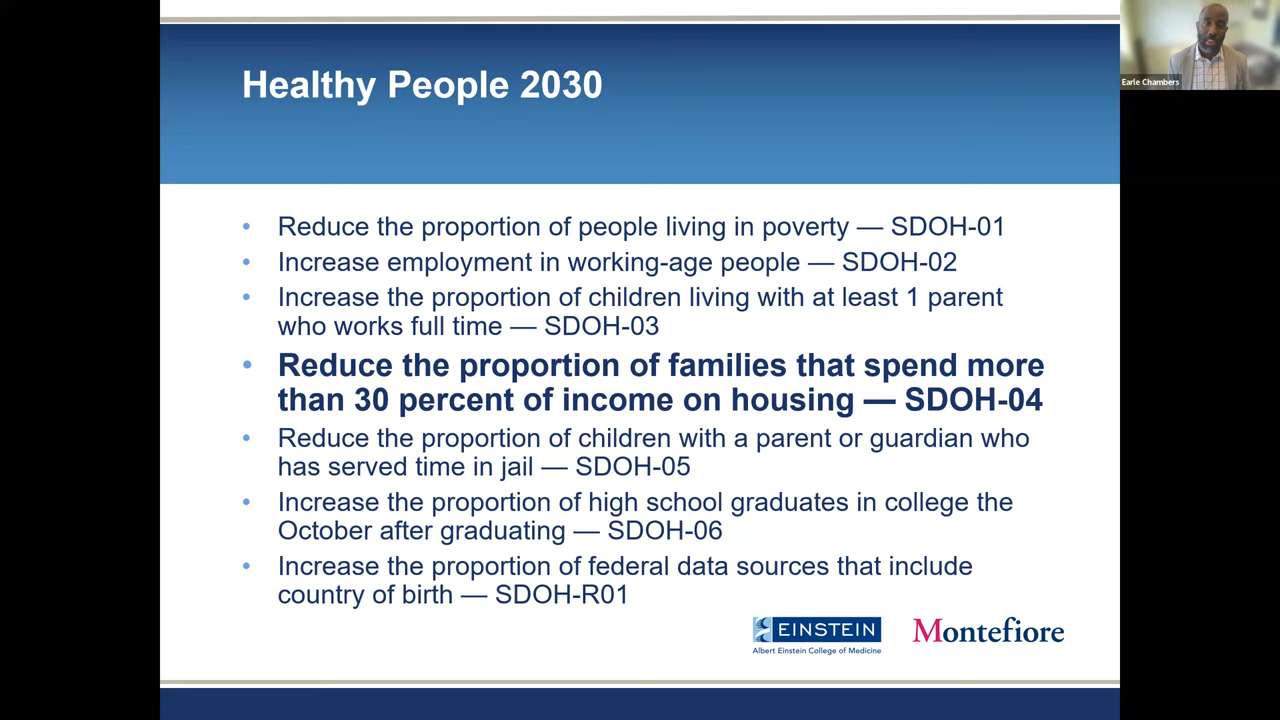 Healthy People 2030
Earle Chambers
• Reduce the proportion of people living in poverty — SDOH-01
• Increase employment in working-age people — SDOH-02
• Increase the proportion of children living with at least 1 parent
who works full time — SDOH-03
• Reduce the proportion of families that spend more
than 30 percent of income on housing — SDOH-04
• Reduce the proportion of children with a parent or guardian who
has served time in jail — SDOH-05
• Increase the proportion of high school graduates in college the
October after graduating — SDOH-06
• Increase the proportion of federal data sources that include
country of birth — SDOH-R01
EINSTEIN
Albert Einstein College of Medicine
Montefiore